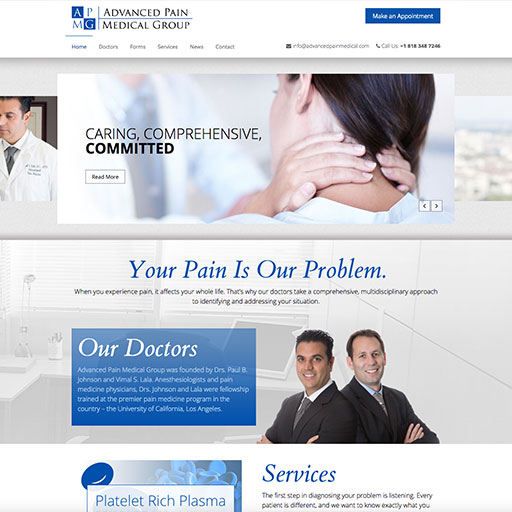 A P
M G
ADVANCED PAIN
MEDICAL GROUP
Make an Appointment
Home Doctors Forms Services News Contact
info@advancedpainmedical.com Call Us: +1 818 348 7246
CARING, COMPREHENSIVE,
COMMITTED
Read More
Your Pain Is Our Problem.
When you experience pain, it affects your whole life. That's why our doctors take a comprehensive, multidisciplinary approach
to identifying and addressing your situation.
Our Doctors
Advanced Pain Medical Group was founded by Drs. Paul B.
Johnson and Vimal S. Lala. Anesthesiologists and pain
medicine physicians, Drs. Johnson and Lala were fellowship
trained at the premier pain medicine program in the
country – the University of California, Los Angeles.
Platelet Rich Plasma
Services
The first step in diagnosing your problem is listening. Every
patient is different, and we want to know exactly what you